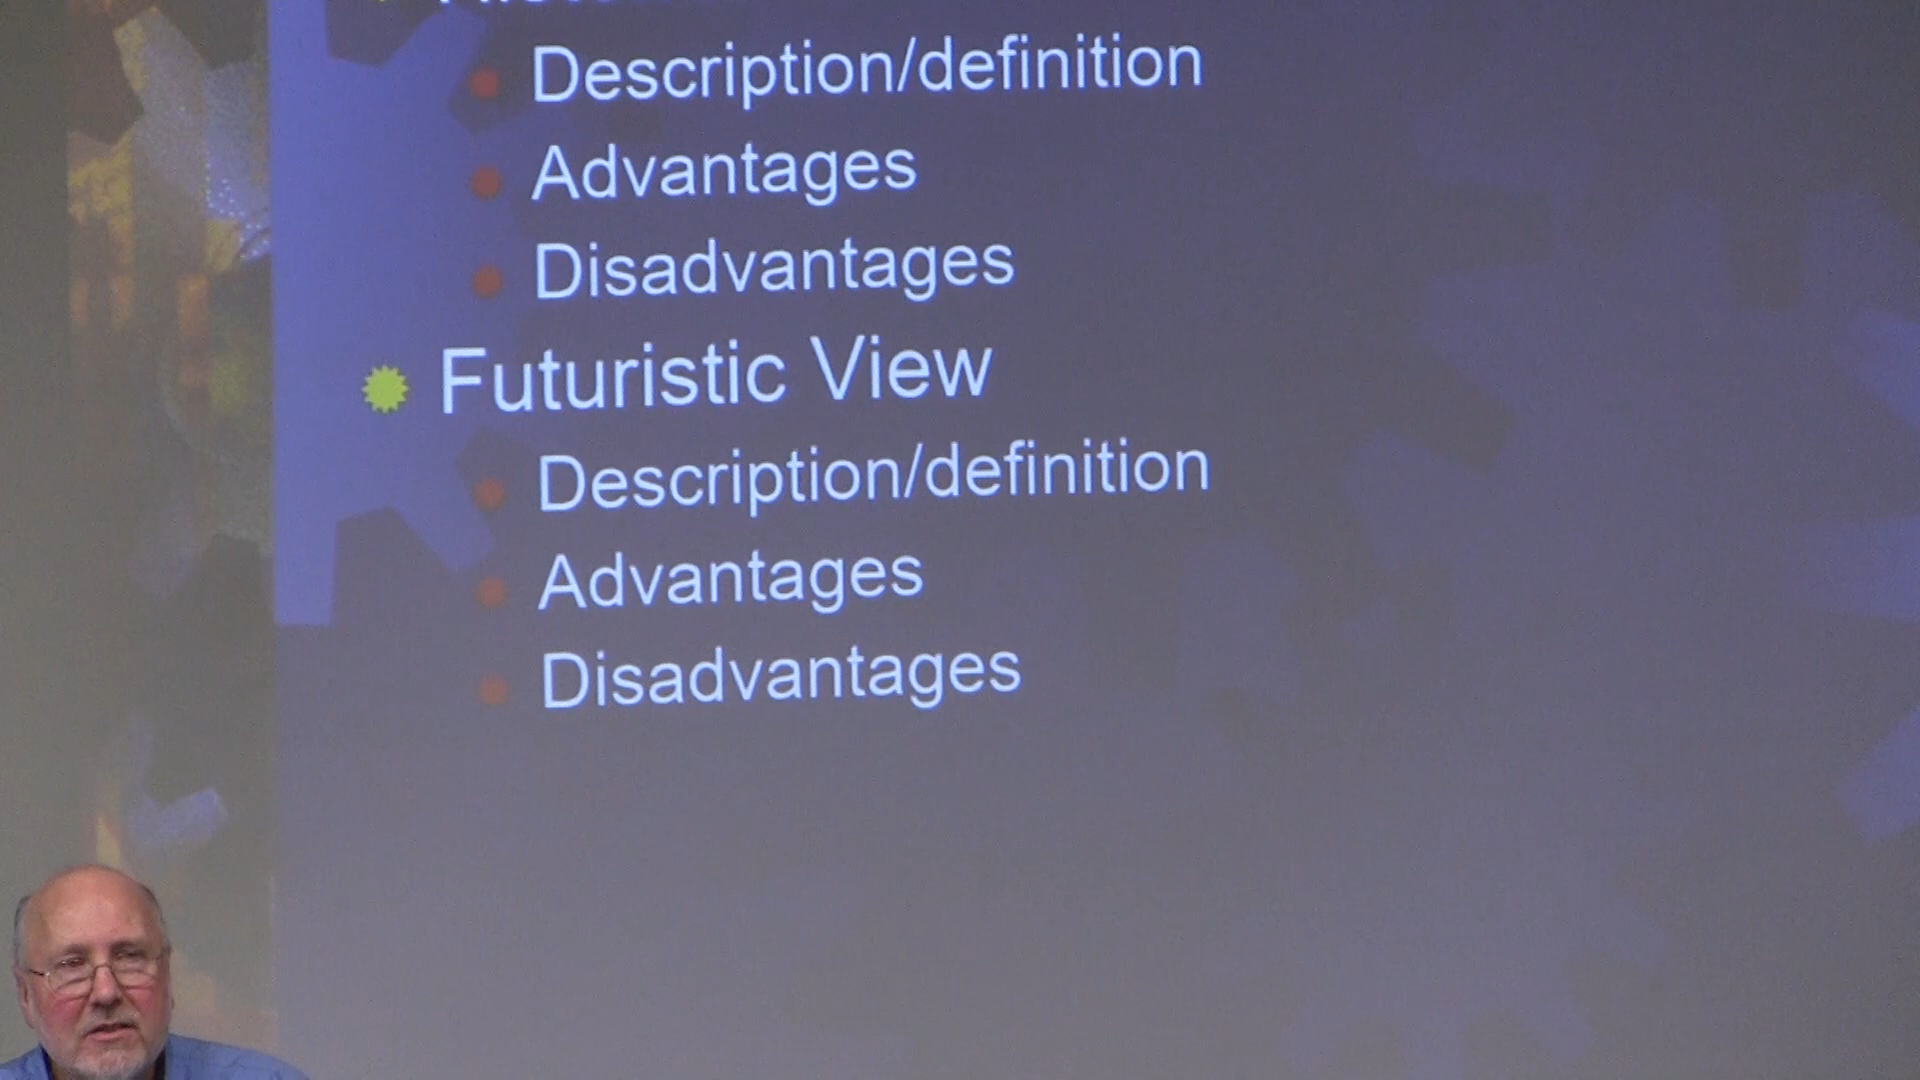 Description/definition
Advantages
Disadvantages
Futuristic View
Description/definition
Advantages
Disadvantages